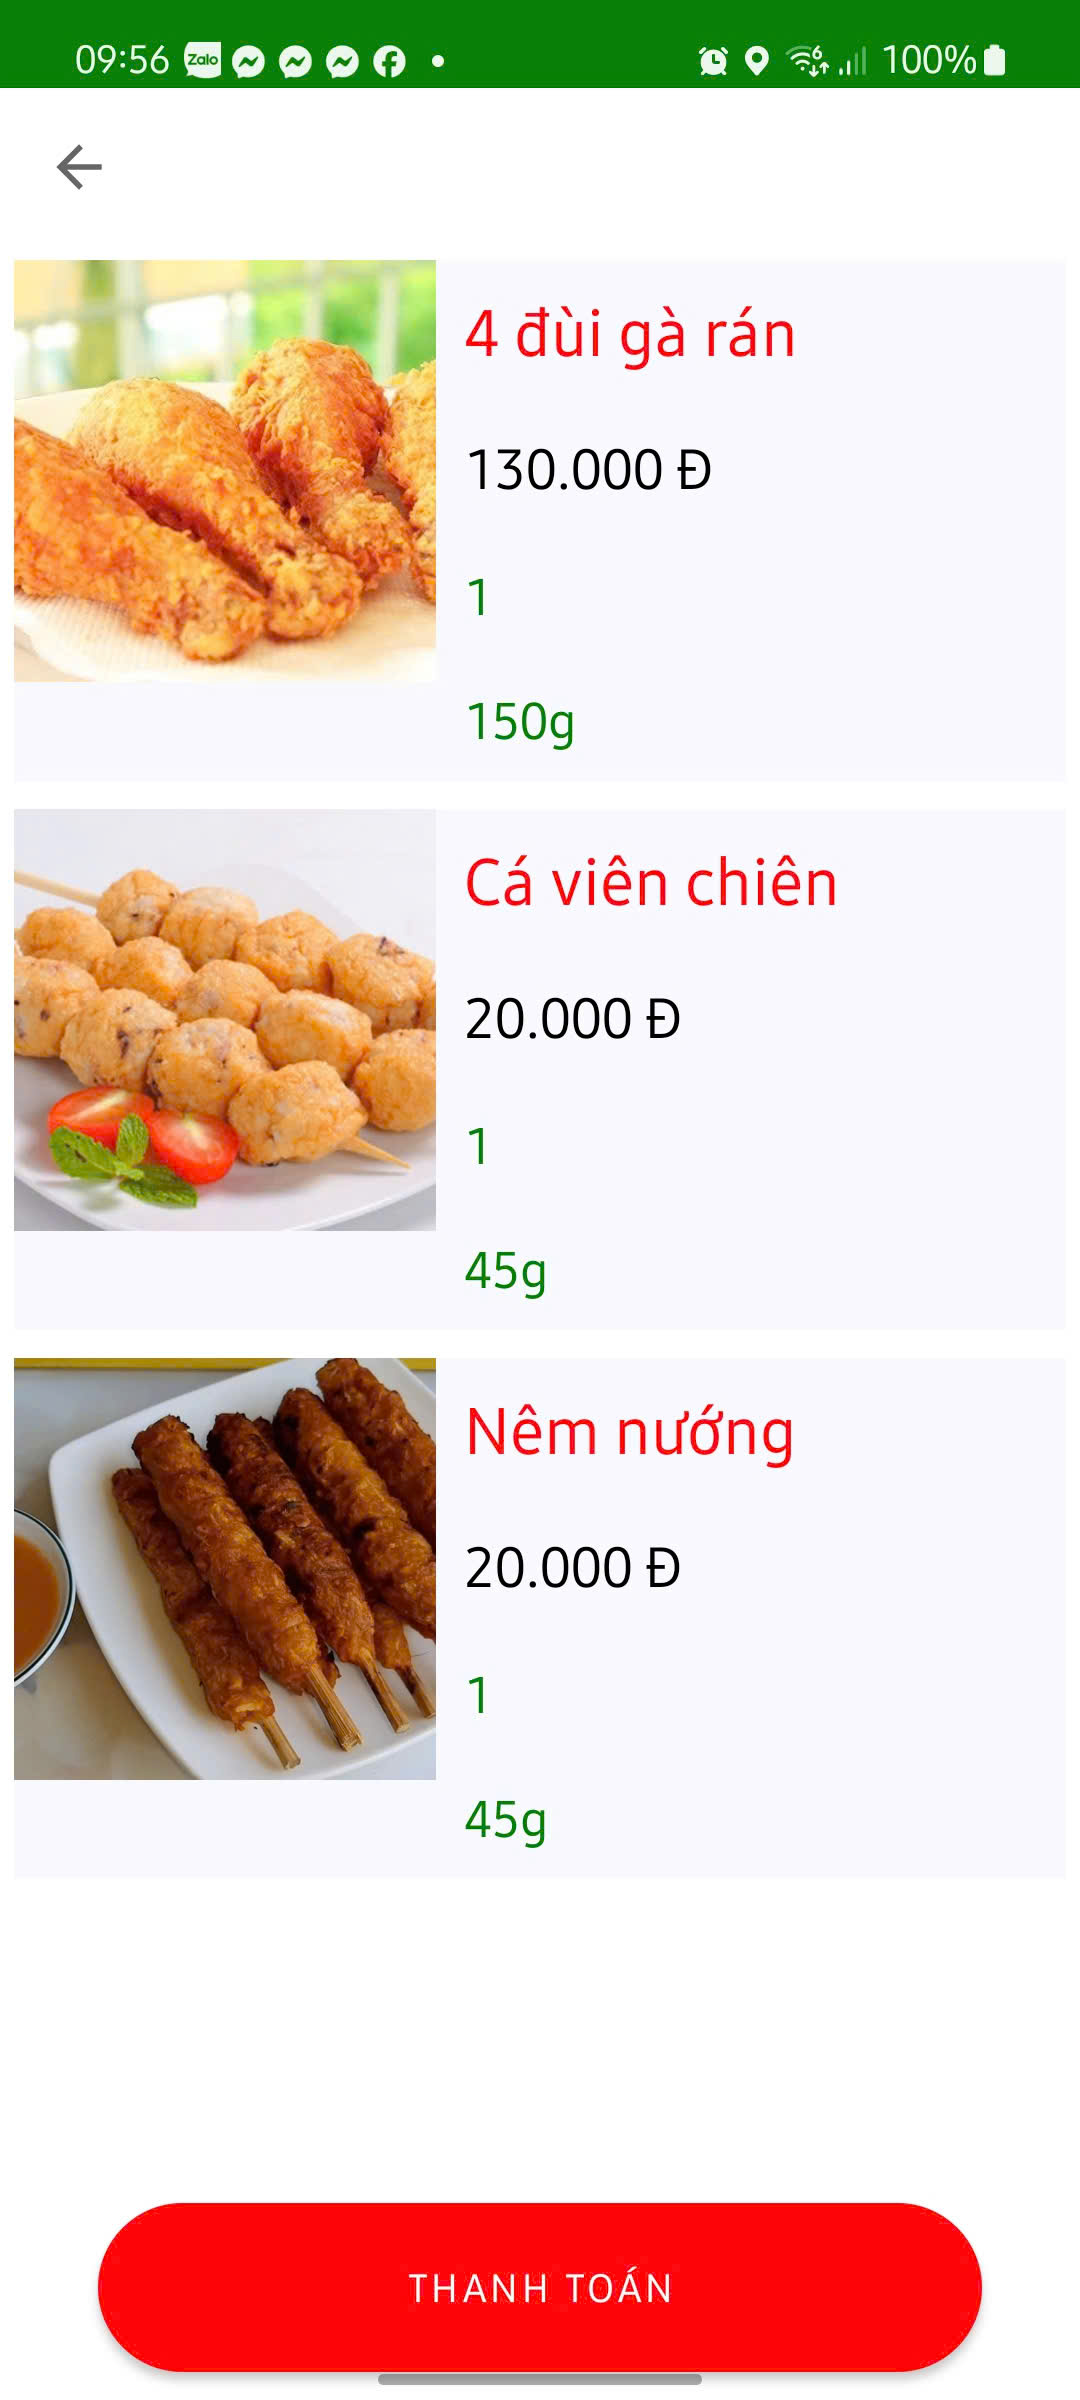 09:56 Zalo 6 100%
4 đùi gà rán
130.000 Đ
1
150g
Cá viên chiên
20.000 Đ
1
45g
Nêm nướng
20.000 Đ
1
45g
THANH TOÁN